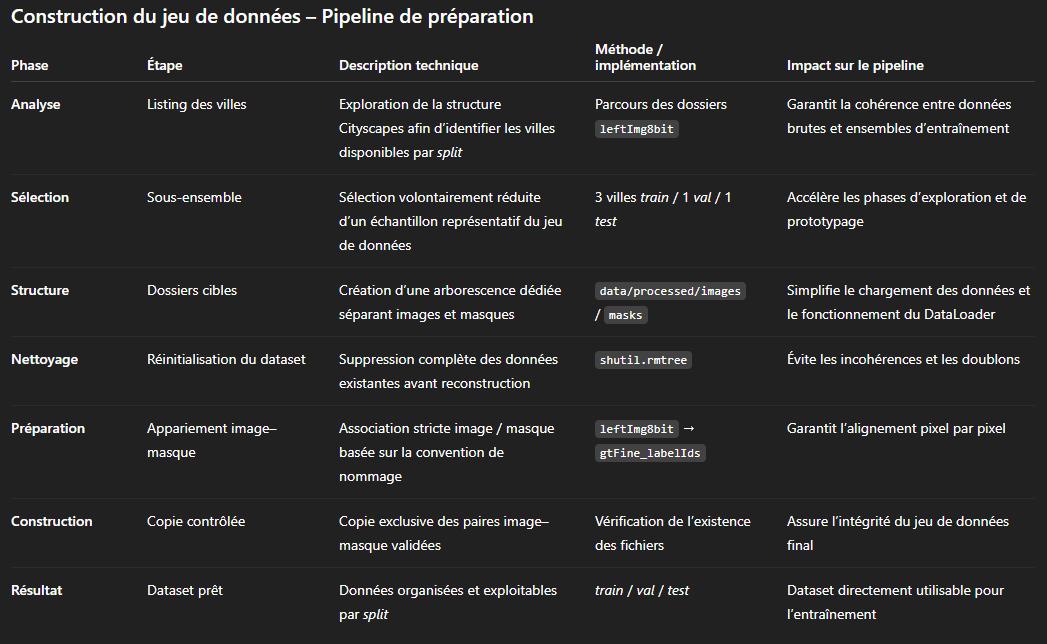 Construction du jeu de données – Pipeline de préparation
Phase Étape Description technique Méthode / implémentation Impact sur le pipeline
Analyse Listing des villes Exploration de la structure Cityscapes afin d’identifier les villes disponibles par split Parcours des dossiers leftImg8bit Garantit la cohérence entre données brutes et ensembles d’entraînement
Sélection Sous-ensemble Sélection volontairement réduite d’un échantillon représentatif du jeu de données 3 villes train / 1 val / 1 test Accélère les phases d’exploration et de prototypage
Structure Dossiers cibles Création d’une arborescence dédiée séparant images et masques data/processed/images / masks Simplifie le chargement des données et le fonctionnement du DataLoader
Nettoyage Réinitialisation du dataset Suppression complète des données existantes avant reconstruction shutil.rmtree Évite les incohérences et les doublons
Préparation Appariement image–masque Association stricte image / masque basée sur la convention de nommage leftImg8bit → gtFine_labelIds Garantit l’alignement pixel par pixel
Construction Copie contrôlée Copie exclusive des paires image–masque validées Vérification de l’existence des fichiers Assure l’intégrité du jeu de données final
Résultat Dataset prêt Données organisées et exploitables par split train / val / test Dataset directement utilisable pour l’entraînement